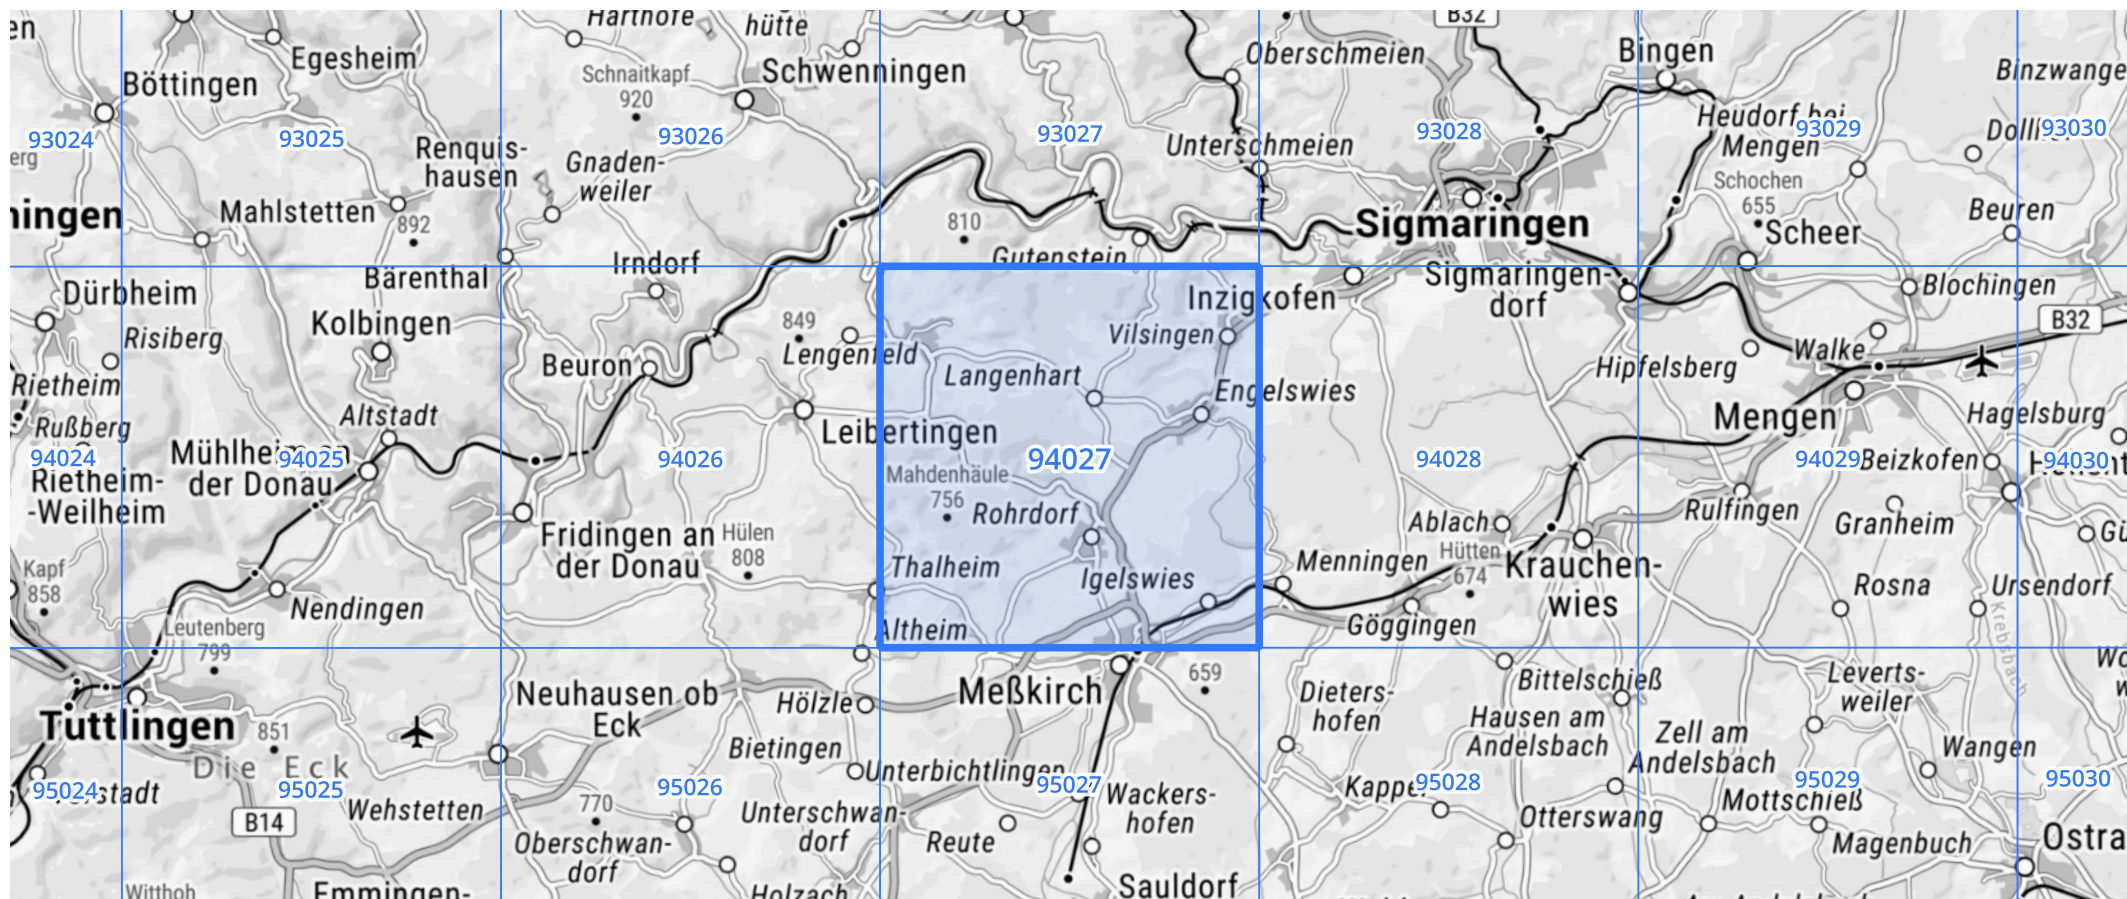 Harthöfe
hütte
B32
Egesheim
Böttingen
Schnaitkapf
920
Schwenningen
Oberschmeien
Bingen
93024
93025
93026
93027
93028
93029
93030
Heudorf bei
Mengen
Renquis-
hausen
Gnaden-
weiler
Unterschmeien
Schochen
655
Mahlstetten
892
810
Sigmaringen
Scheer
Beuren
Bärenthal
Irndorf
Gutenstein
Sigmaringen-
dorf
Dürbheim
Kolbingen
Inzigkofen
Blochingen
B32
Risiberg
849
Lengenfeld
Vilsingen
Walke
Hipfelsberg
Rietheim
Beuron
Langenhart
Engelswies
Rußberg
Altstadt
Leibertingen
Mengen
Hagelsburg
94024
94025
94026
94027
94028
94029
94030
Mühlheim an
der Donau
Mahdenhäule
756
Beizkofen
Rietheim-
-Weilheim
Rohrdorf
Rulfingen
Granheim
Ablach
Fridingen an
der Donau
Hülen
808
Hütten
674
Krauchen-
wies
Kapf
858
Thalheim
Igelswies
Menningen
Rosna
Ursendorf
Nendingen
Leutenberg
799
Altheim
Göggingen
Krebsbach
Meßkirch
659
Neuhausen ob
Eck
Hölzle
Dieters-
hofen
Bittelschieß
Leverts-
weiler
Tuttlingen
851
Die Eck
Bietingen
Hausen am
Andelsbach
Zell am
Andelsbach
Wangen
Unterbichtlingen
95024
95025
95026
95027
95028
95029
95030
Wehstetten
770
Unterschwan-
dorf
Wackers-
hofen
Kappel
Mottschieß
B14
Oberschwan-
dorf
Reute
Otterswang
Magenbuch
Ostra
Witthoh
Emmingen-
Holzach
Sauldorf